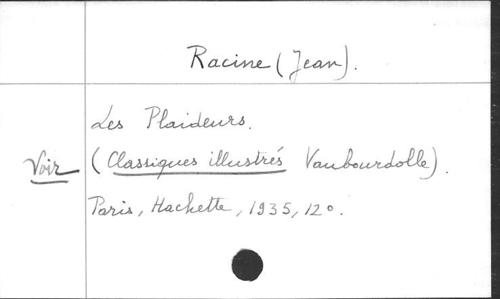 Racine (Jean).
Les Plaideurs.
Voir (Classiques illustrés Vaubourdolle).
Paris, Hachette, 1935, 12°.